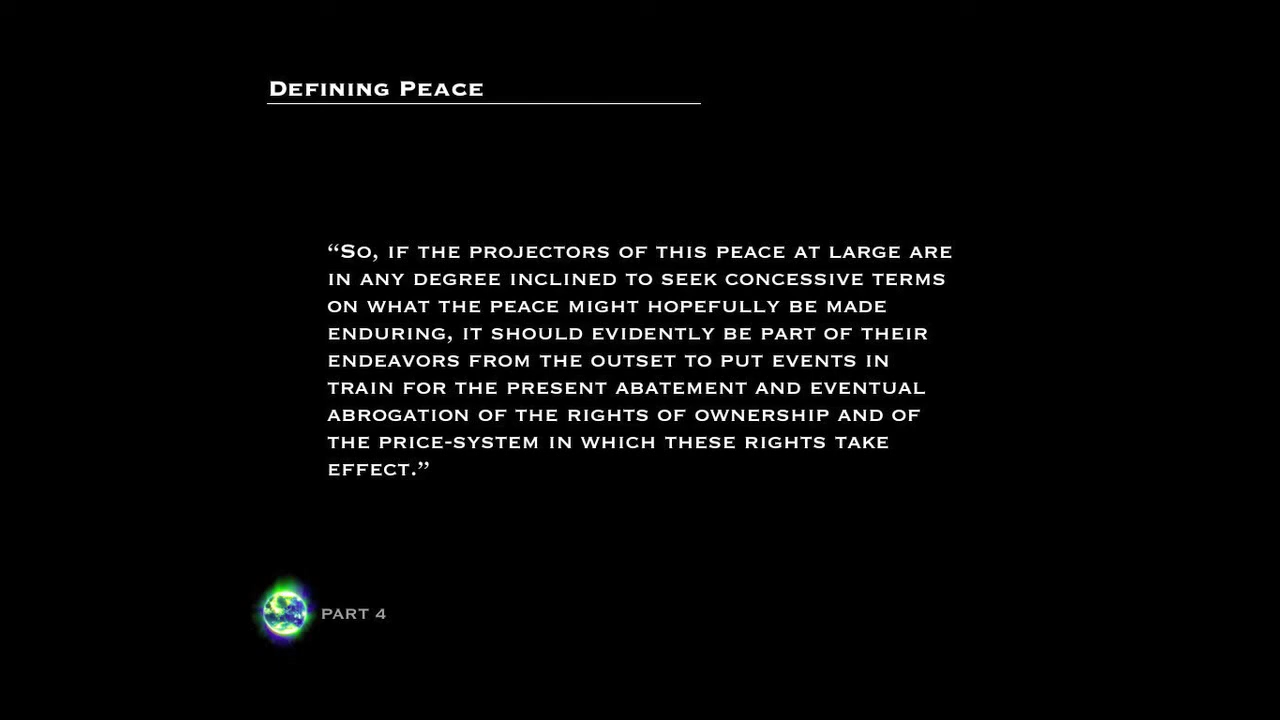 Defining Peace
“So, if the projectors of this peace at large are
in any degree inclined to seek concessive terms
on what the peace might hopefully be made
enduring, it should evidently be part of their
endeavors from the outset to put events in
train for the present abatement and eventual
abrogation of the rights of ownership and of
the price-system in which these rights take
effect.”
PART 4